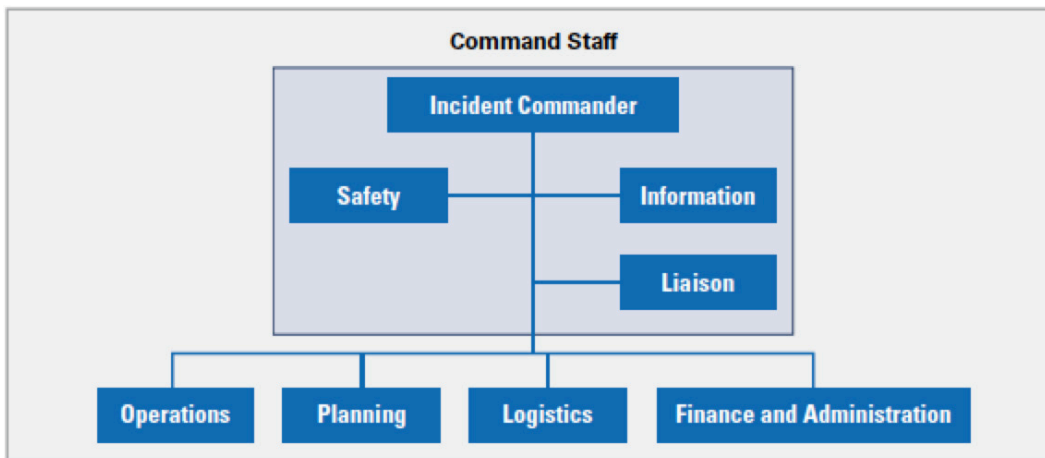 Command Staff
Incident Commander
Safety
Information
Liaison
Operations
Planning
Logistics
Finance and Administration